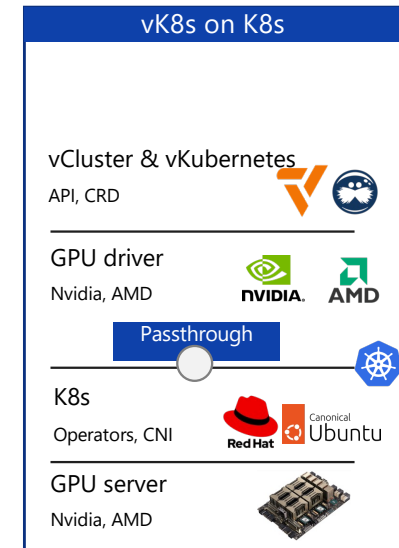 vK8s on K8s
vCluster & vKubernetes
API, CRD
GPU driver
Nvidia, AMD
NVIDIA.
AMD
Passthrough
K8s
Operators, CNI
Red Hat
Canonical
Ubuntu
GPU server
Nvidia, AMD